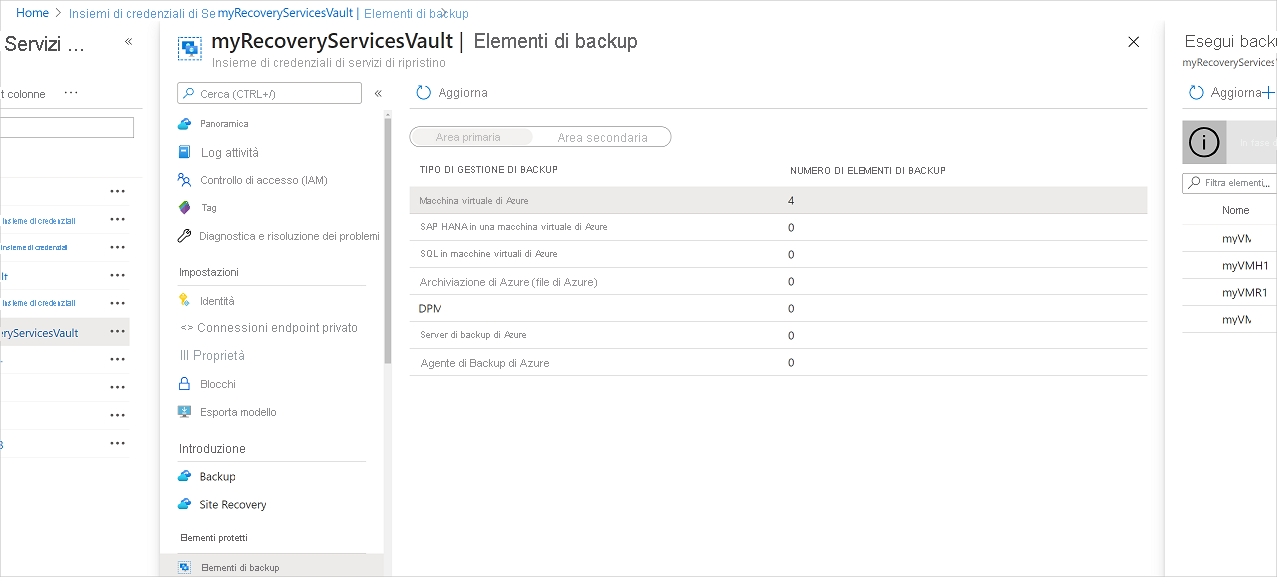 Home > Insiemi di credenziali di Se myRecoveryServicesVault | Elementi di backup
Servizi ... «
t colonne ...
Insieme di credenziali
Insieme di credenzial
lt
Insieme di credenziali
ryServicesVault
myRecoveryServicesVault | Elementi di backup
Insieme di credenziali di servizi di ripristino
Cerca (CTRL+/) «
Panoramica
Log attività
Controllo di accesso (IAM)
Tag
Diagnostica e risoluzione dei problemi
Impostazioni
Identità
<> Connessioni endpoint privato
Proprietà
Blocchi
Esporta modello
Introduzione
Backup
Site Recovery
Elementi protetti
Elementi di backup
Aggiorna
Area primaria Area secondaria
TIPO DI GESTIONE DI BACKUP NUMERO DI ELEMENTI DI BACKUP
Macchina virtuale di Azure 4
SAP HANA in una macchina virtuale di Azure 0
SQL in macchine virtuali di Azure 0
Archiviazione di Azure (file di Azure) 0
DPM 0
Server di backup di Azure 0
Agente di Backup di Azure 0
Esegui backu
myRecoveryServices
Aggiorna +
In fase d
Filtra elementi...
Nome
myVM
myVMH1
myVMR1
myVM